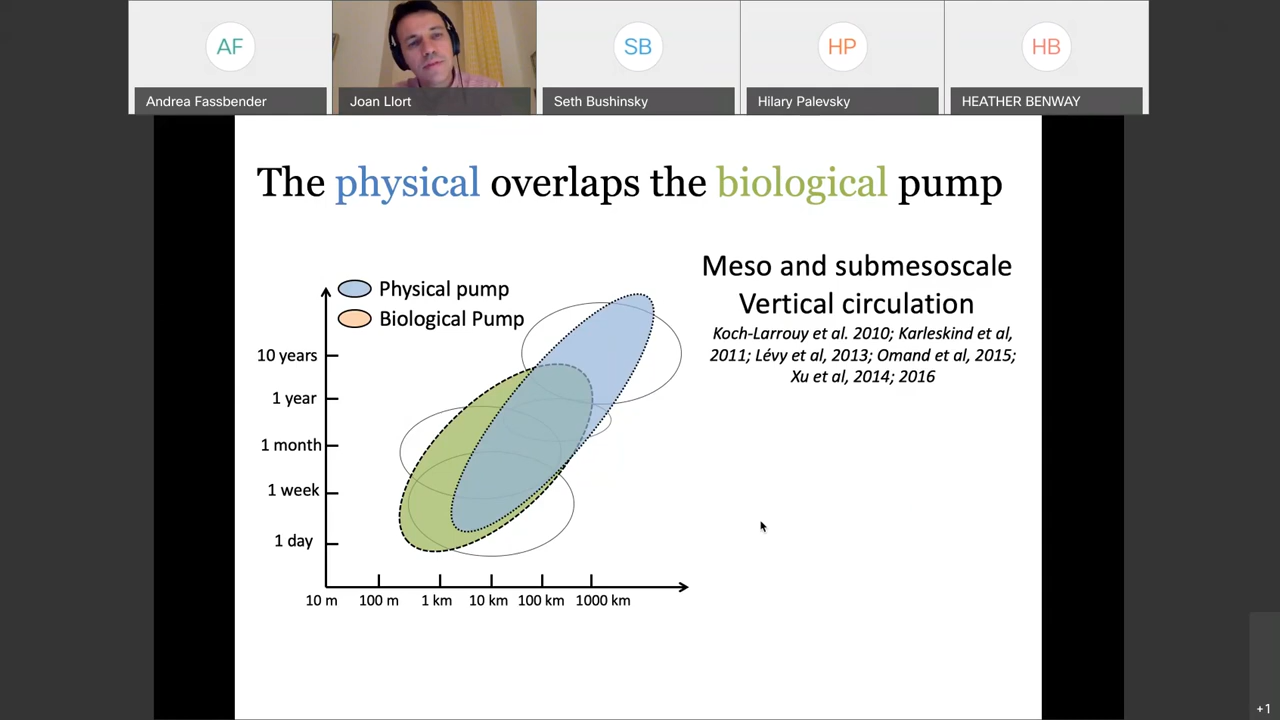 AF
SB
HP
HB
Andrea Fassbender
Joan Llort
Seth Bushinsky
Hilary Palevsky
HEATHER BENWAY
The physical overlaps the biological pump
Meso and submesoscale
Vertical circulation
Koch-Larrouy et al. 2010; Karleskind et al,
2011; Lévy et al, 2013; Omand et al, 2015;
Xu et al, 2014; 2016
Physical pump
Biological Pump
10 years
1 year
1 month
1 week
1 day
10 m 100 m 1 km 10 km 100 km 1000 km
+1